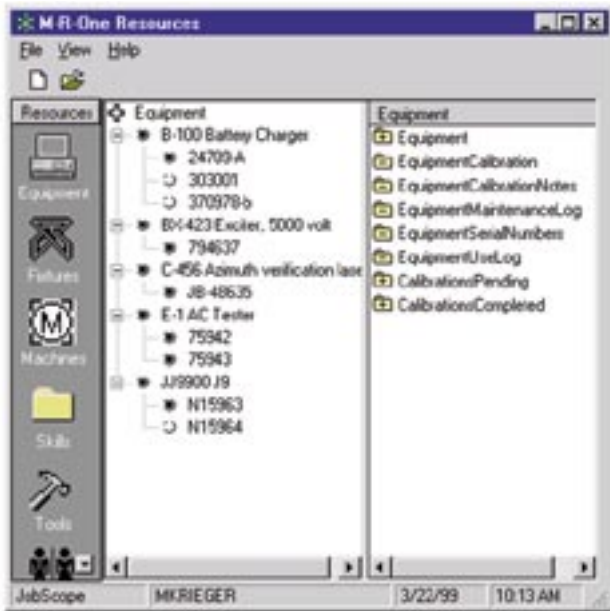 M-R-One Resources
File View Help
Resources
Equipment
Fixtures
Machines
Skills
Tools
Equipment
B-100 Battery Charger
24709-A
303001
370978-b
BX-423 Exciter, 5000 volt
794637
C-456 Azimuth verification lase
JB-48635
E-1 AC Tester
75942
75943
JJ9900 J9
N15963
N15964
Equipment
Equipment
EquipmentCalibration
EquipmentCalibrationNotes
EquipmentMaintenanceLog
EquipmentSerialNumbers
EquipmentUseLog
CalibrationsPending
CalibrationsCompleted
JobScope MKRIEGER 3/22/99 10:13 AM